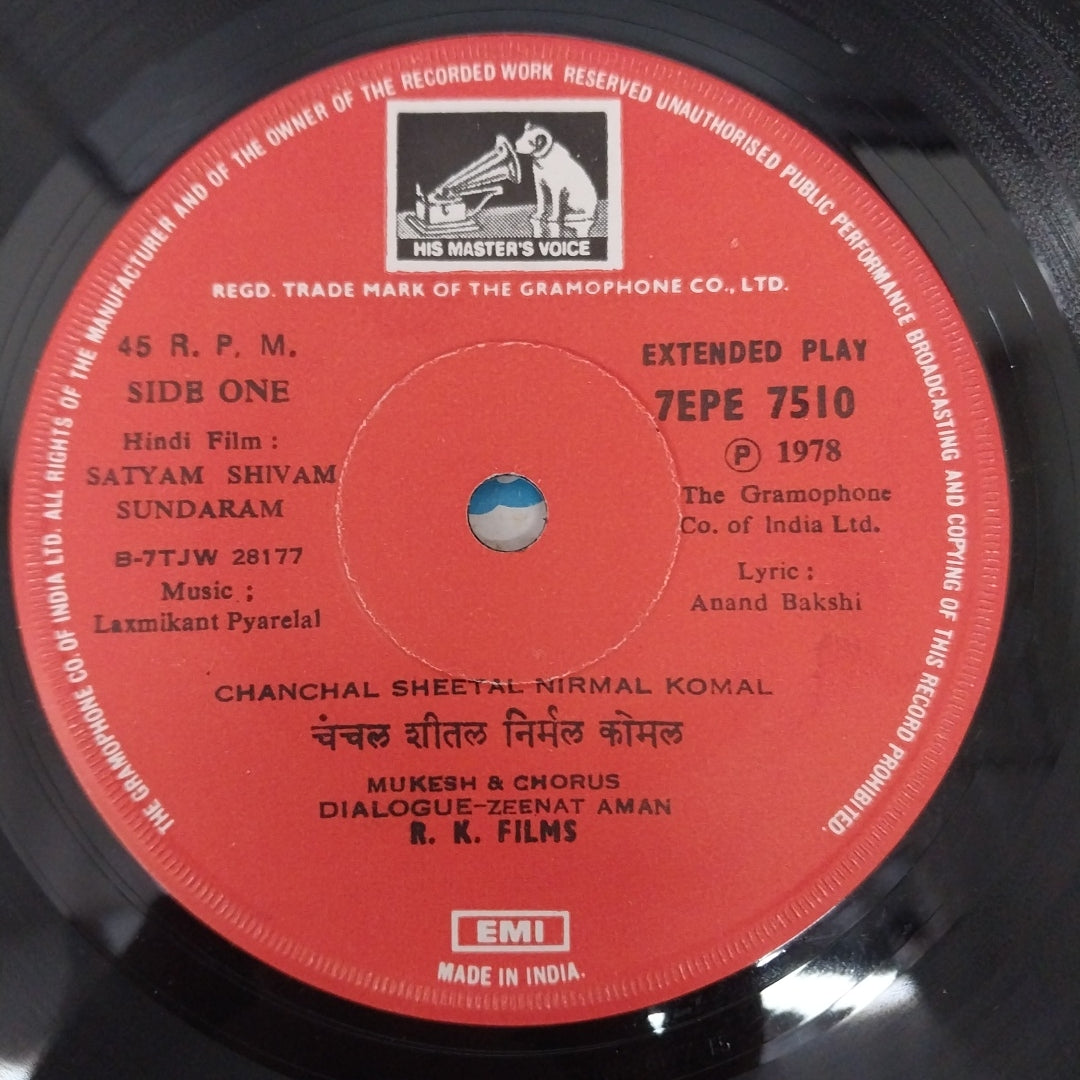 THE GRAMOPHONE CO. OF INDIA LTD. ALL RIGHTS OF THE MANUFACTURER AND OF THE OWNER OF THE RECORDED WORK RESERVED UNAUTHORISED PUBLIC PERFORMANCE BROADCASTING AND COPYING OF THIS RECORD PROHIBITED.
HIS MASTER'S VOICE
REGD. TRADE MARK OF THE GRAMOPHONE CO., LTD.
45 R. P. M.
SIDE ONE
Hindi Film :
SATYAM SHIVAM
SUNDARAM
B-7TJW 28177
Music ;
Laxmikant Pyarelal
EXTENDED PLAY
7EPE 7510
℗ 1978
The Gramophone
Co. of India Ltd.
Lyric :
Anand Bakshi
CHANCHAL SHEETAL NIRMAL KOMAL
चंचल शीतल निर्मल कोमल
MUKESH & CHORUS
DIALOGUE-ZEENAT AMAN
R. K. FILMS
EMI
MADE IN INDIA.